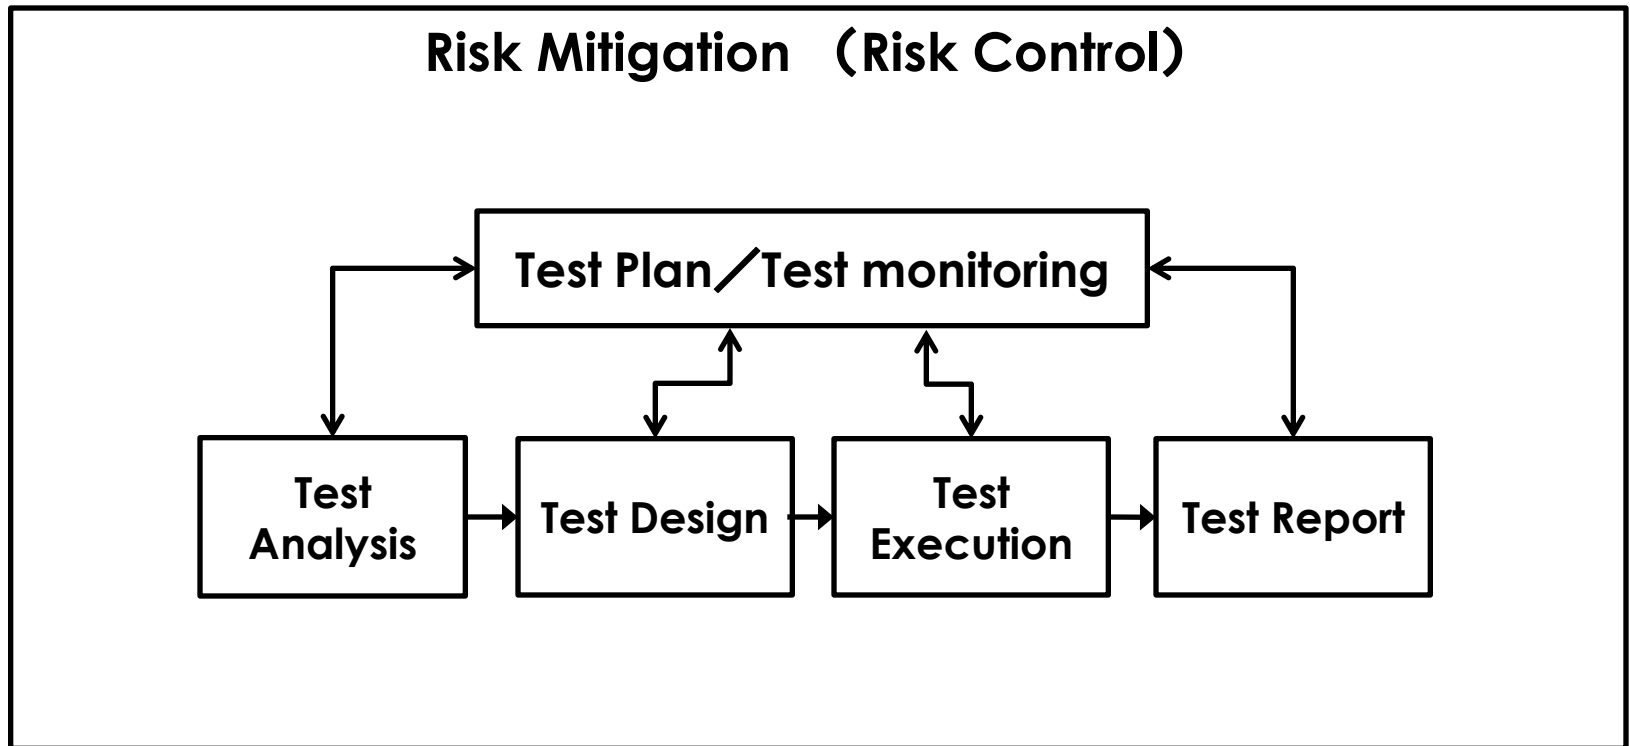 Risk Mitigation （Risk Control）
Test Plan／Test monitoring
Test
Analysis
Test Design
Test
Execution
Test Report